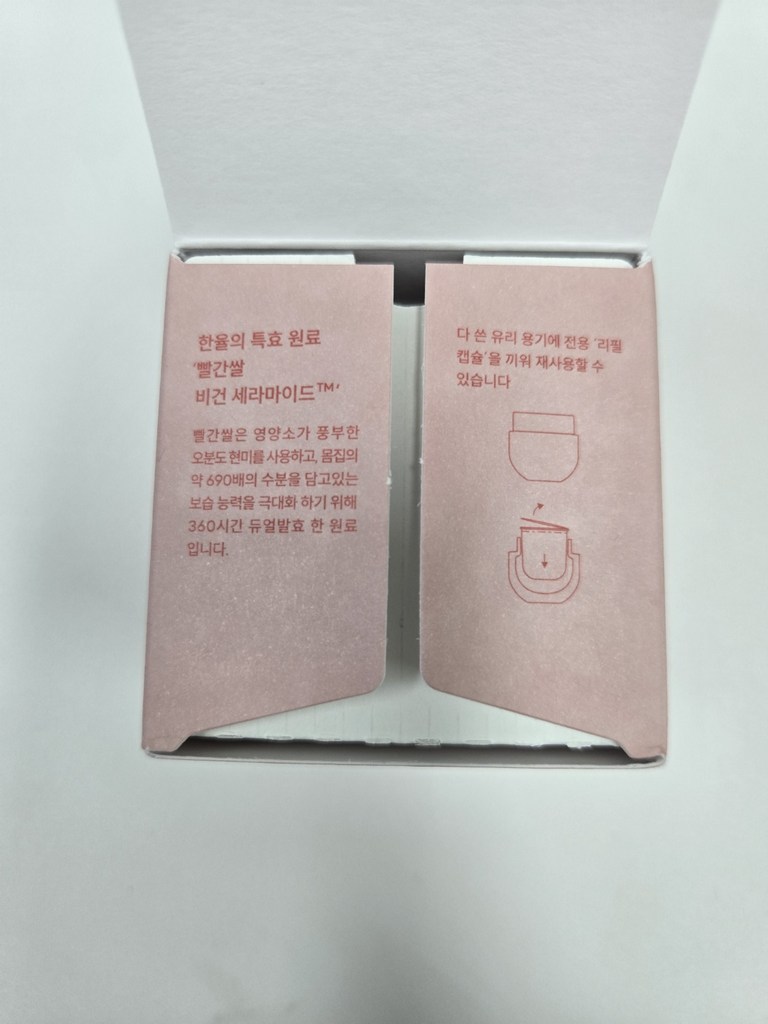 한율의 특효 원료
‘빨간쌀
비건 세라마이드™’
빨간쌀은 영양소가 풍부한
오분도 현미를 사용하고, 몸집의
약 690배의 수분을 담고있는
보습 능력을 극대화 하기 위해
360시간 듀얼발효 한 원료
입니다.
다 쓴 유리 용기에 전용 ‘리필
캡슐’을 끼워 재사용할 수
있습니다